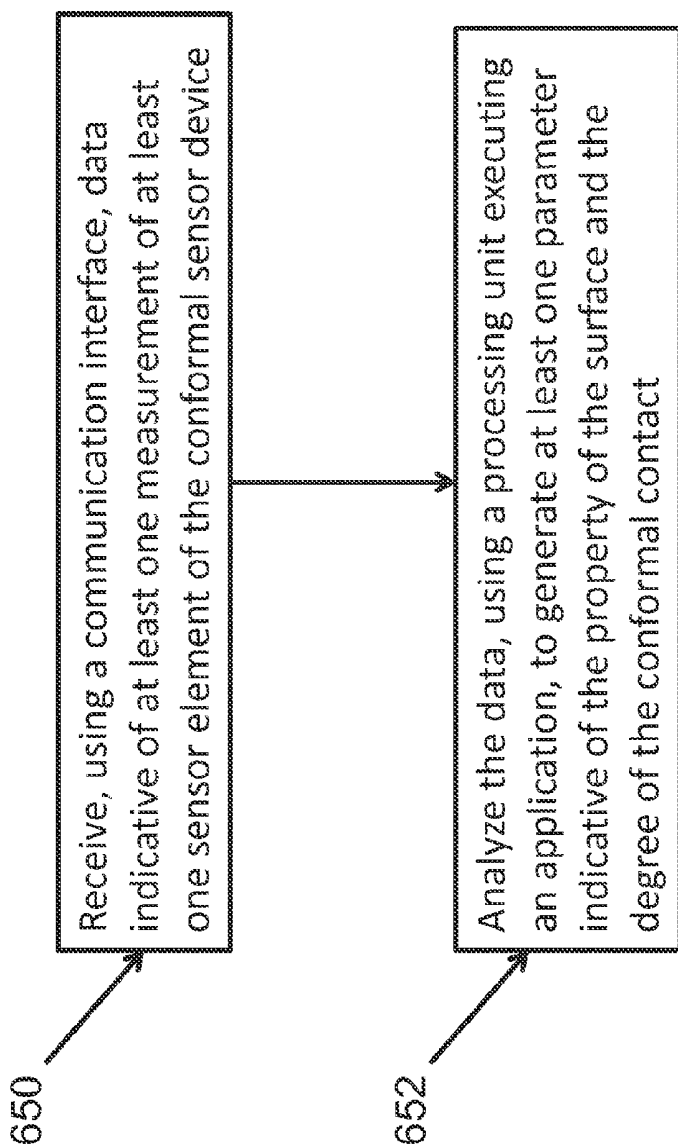 650
Receive, using a communication interface, data
indicative of at least one measurement of at least
one sensor element of the conformal sensor device
652
Analyze the data, using a processing unit executing
an application, to generate at least one parameter
indicative of the property of the surface and the
degree of the conformal contact